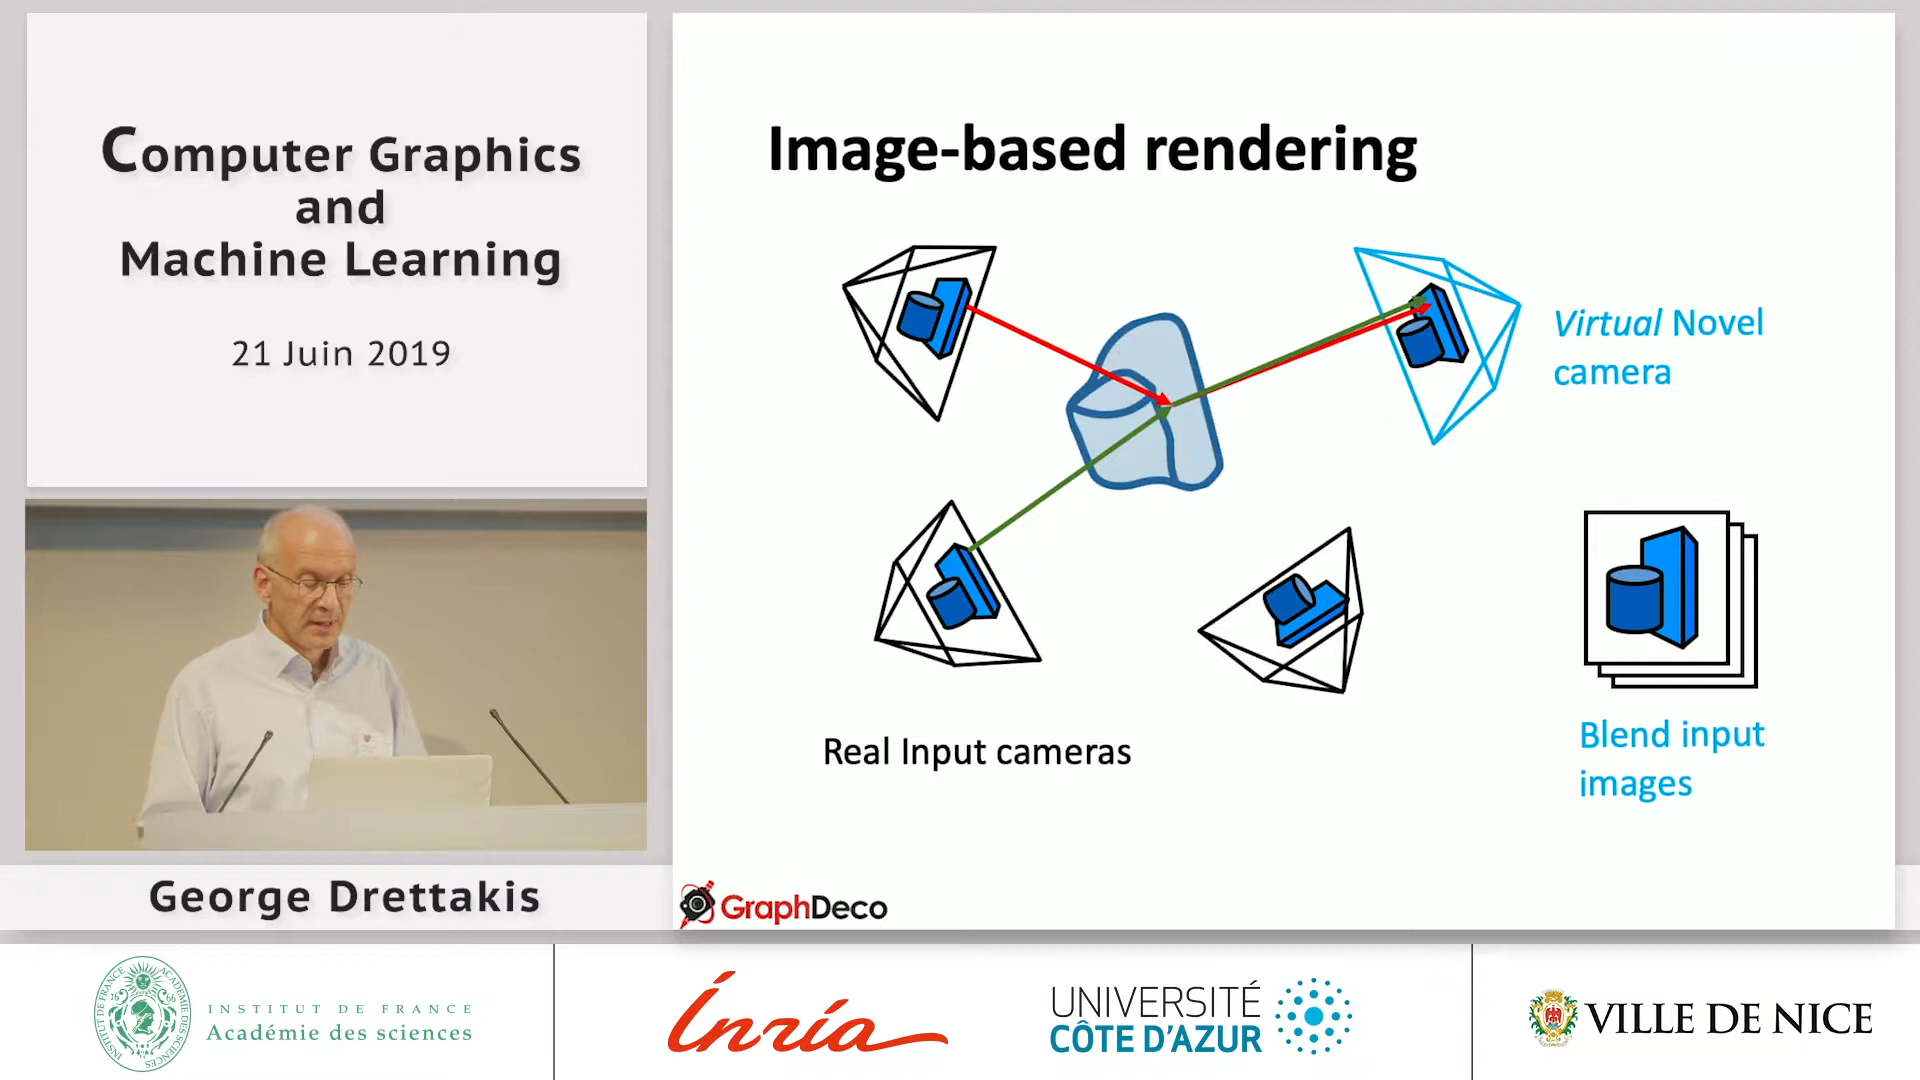 Computer Graphics
and
Machine Learning
21 Juin 2019
George Drettakis
Image-based rendering
Virtual Novel
camera
Real Input cameras
Blend input
images
GraphDeco
INSTITUT DE FRANCE
Académie des sciences
Inría
UNIVERSITÉ
CÔTE D'AZUR
VILLE DE NICE